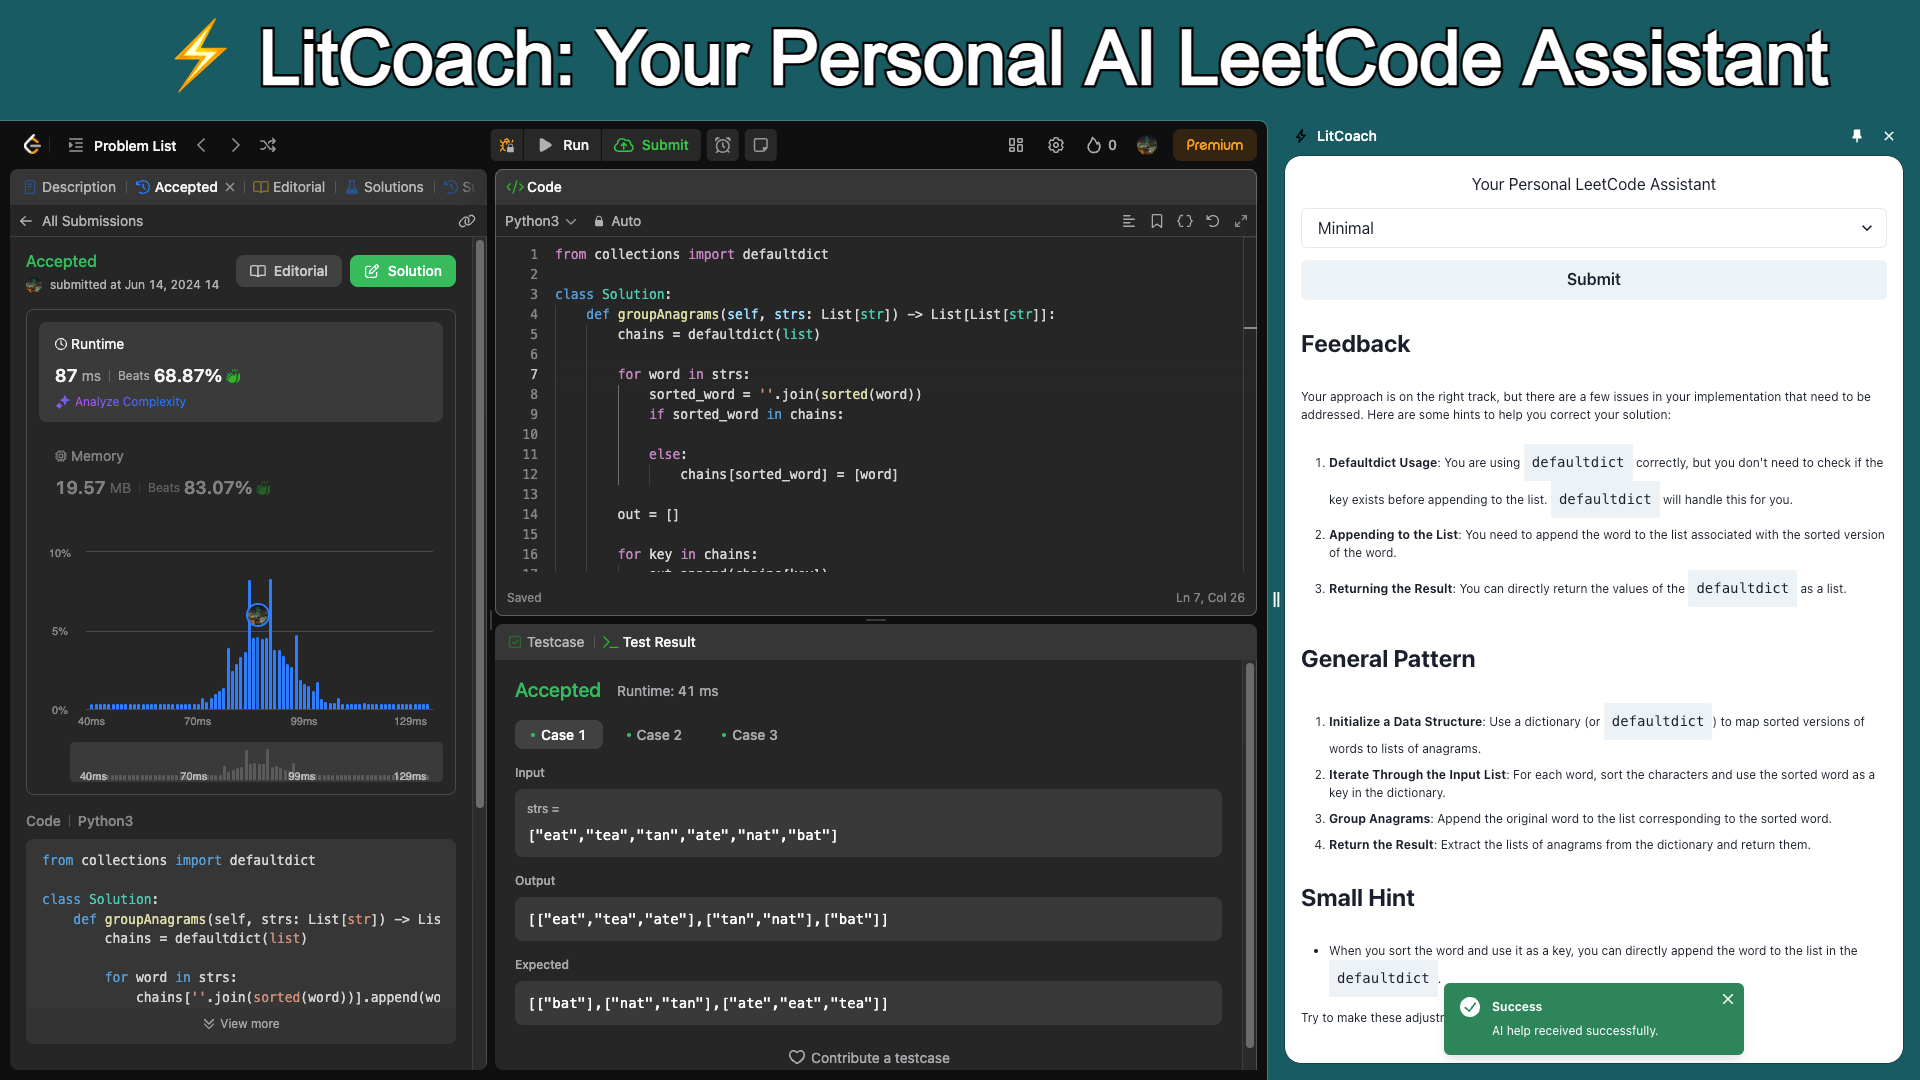 ⚡ LitCoach: Your Personal AI LeetCode Assistant
Problem List
Run
Submit
0
Premium
Description
Accepted
Editorial
Solutions
All Submissions
Accepted
submitted at Jun 14, 2024 14
Editorial
Solution
Runtime
87 ms | Beats 68.87%
Analyze Complexity
Memory
19.57 MB | Beats 83.07%
10%
5%
0%
40ms 70ms 99ms 129ms
40ms 70ms 99ms 129ms
Code | Python3
from collections import defaultdict
class Solution:
def groupAnagrams(self, strs: List[str]) -> Lis
chains = defaultdict(list)
for word in strs:
chains[''.join(sorted(word))].append(wo
View more
</> Code
Python3
Auto
1 from collections import defaultdict
2
3 class Solution:
4 def groupAnagrams(self, strs: List[str]) -> List[List[str]]:
5 chains = defaultdict(list)
6
7 for word in strs:
8 sorted_word = ''.join(sorted(word))
9 if sorted_word in chains:
10
11 else:
12 chains[sorted_word] = [word]
13
14 out = []
15
16 for key in chains:
17 out.append(chains[key])
Saved
Ln 7, Col 26
Testcase
Test Result
Accepted
Runtime: 41 ms
• Case 1
• Case 2
• Case 3
Input
strs =
["eat","tea","tan","ate","nat","bat"]
Output
[["eat","tea","ate"],["tan","nat"],["bat"]]
Expected
[["bat"],["nat","tan"],["ate","eat","tea"]]
Contribute a testcase
LitCoach
Your Personal LeetCode Assistant
Minimal
Submit
Feedback
Your approach is on the right track, but there are a few issues in your implementation that need to be
addressed. Here are some hints to help you correct your solution:
1. Defaultdict Usage: You are using defaultdict correctly, but you don't need to check if the
key exists before appending to the list. defaultdict will handle this for you.
2. Appending to the List: You need to append the word to the list associated with the sorted version
of the word.
3. Returning the Result: You can directly return the values of the defaultdict as a list.
General Pattern
1. Initialize a Data Structure: Use a dictionary (or defaultdict ) to map sorted versions of
words to lists of anagrams.
2. Iterate Through the Input List: For each word, sort the characters and use the sorted word as a
key in the dictionary.
3. Group Anagrams: Append the original word to the list corresponding to the sorted word.
4. Return the Result: Extract the lists of anagrams from the dictionary and return them.
Small Hint
• When you sort the word and use it as a key, you can directly append the word to the list in the
defaultdict .
Try to make these adjustr
Success
AI help received successfully.